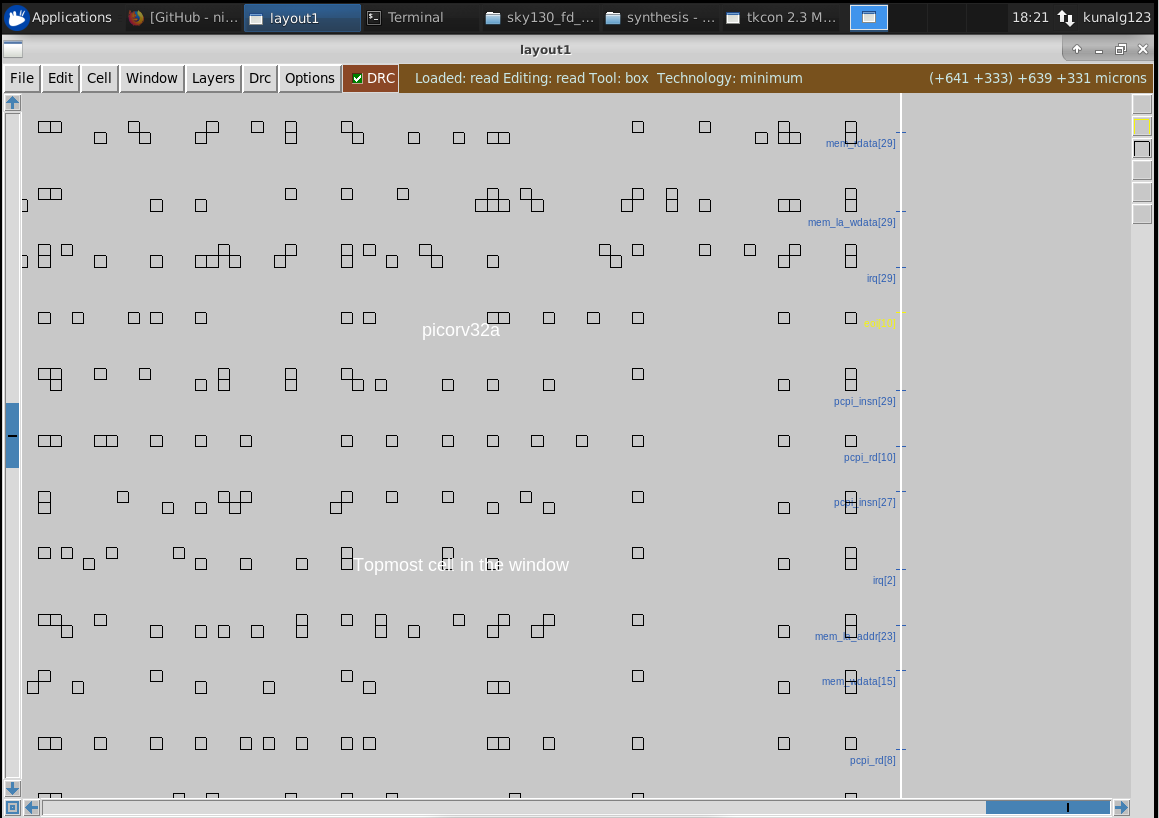 Applications [GitHub - ni... layout1 Terminal sky130_fd_... synthesis - ... tkcon 2.3 M... 18:21 kunalg123
layout1
File Edit Cell Window Layers Drc Options DRC Loaded: read Editing: read Tool: box Technology: minimum (+641 +333) +639 +331 microns
mem_rdata[29]
mem_la_wdata[29]
irq[29]
picorv32a
pcpi_insn[29]
pcpi_rd[10]
pcpi_insn[27]
Topmost cell in the window
irq[2]
mem_la_addr[23]
mem_wdata[15]
pcpi_rd[8]